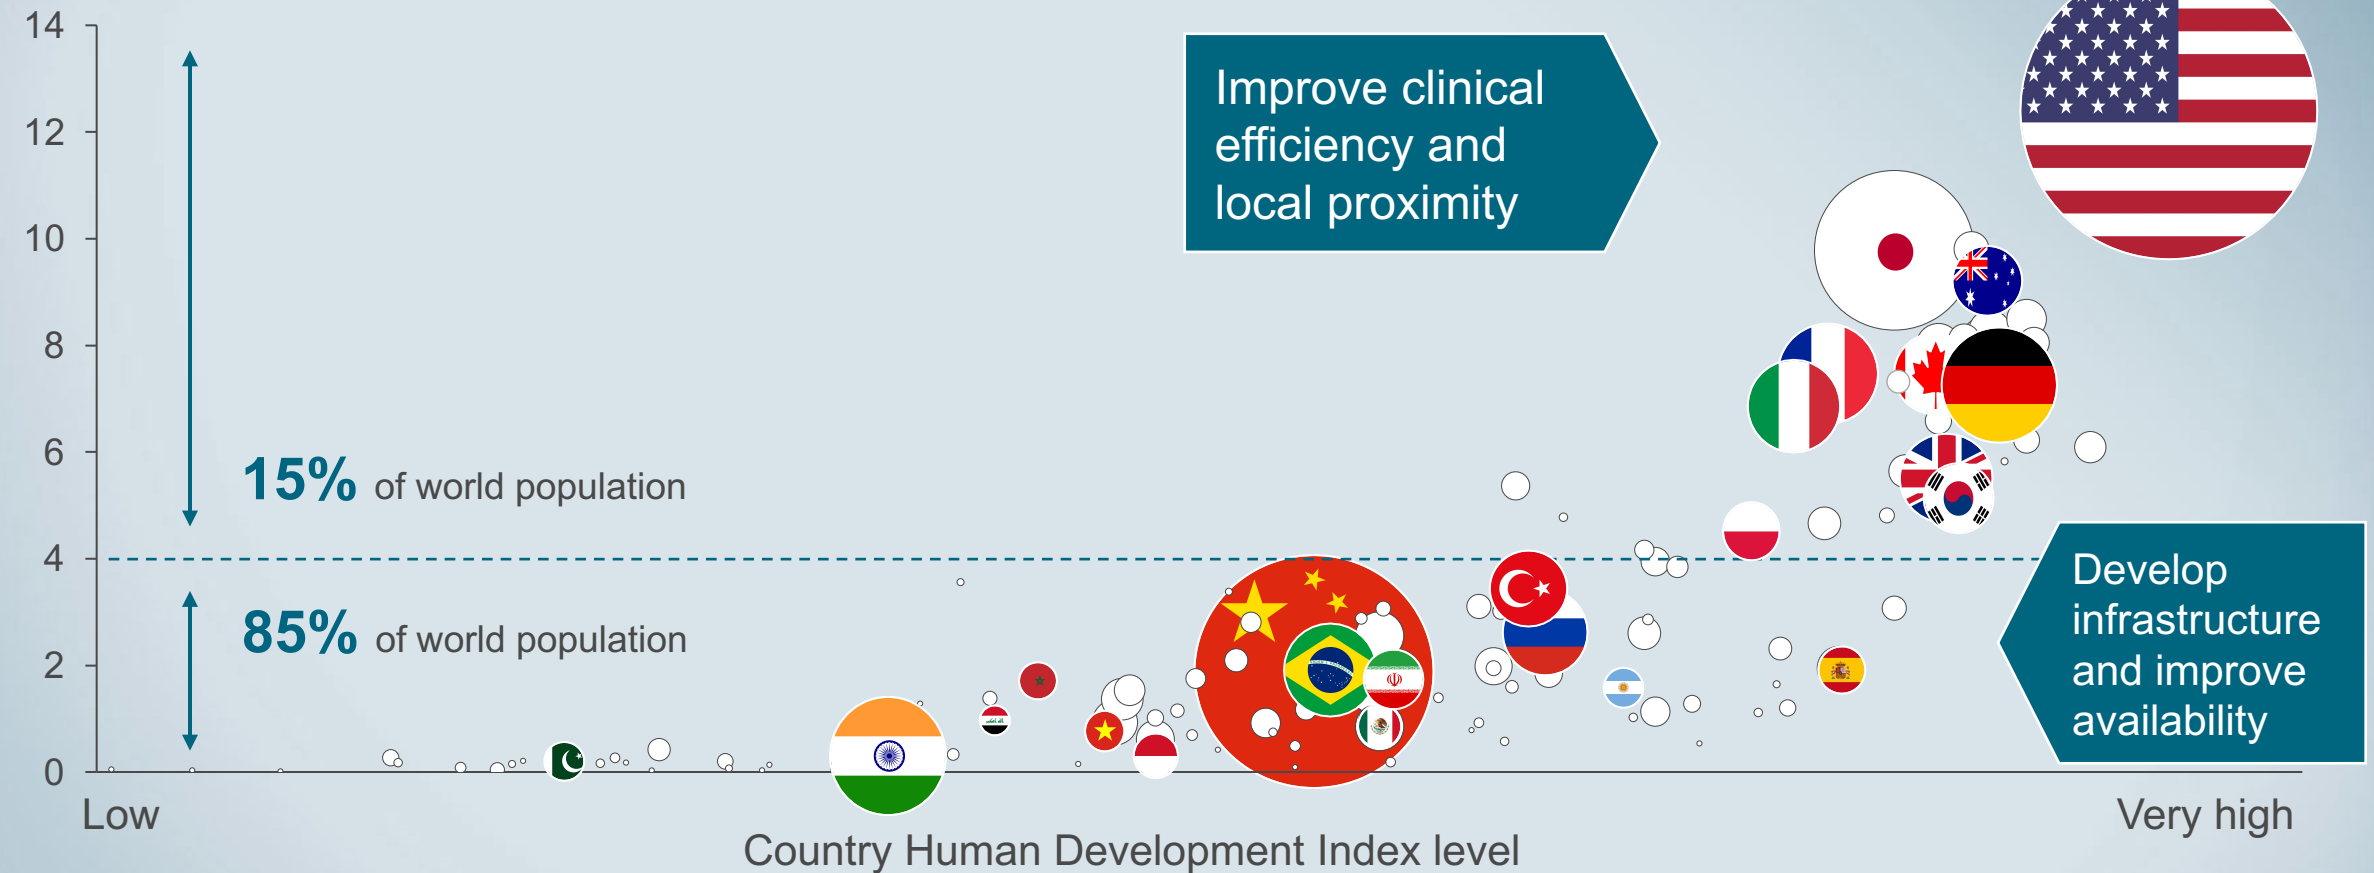 14
12
10
8
6
4
2
0
Improve clinical
efficiency and
local proximity
15% of world population
85% of world population
Develop
infrastructure
and improve
availability
Low
Very high
Country Human Development Index level